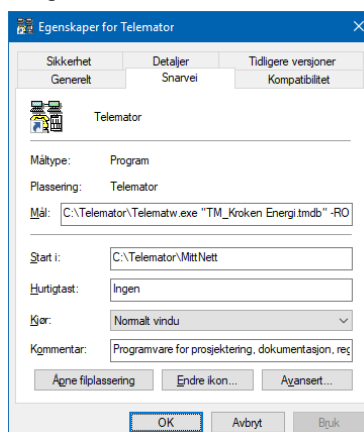 Egenskaper for Telemator
Sikkerhet Detaljer Tidligere versjoner
Generelt Snarvei Kompatibilitet
Telemator
Måltype: Program
Plassering: Telemator
Mål: C:\Telemator\Telematw.exe "TM_Kroken Energi.tmdb" -RO
Start i: C:\Telemator\MittNett
Hurtigtast: Ingen
Kjør: Normalt vindu
Kommentar: Programvare for prosjektering, dokumentasjon, reg
Åpne filplassering Endre ikon... Avansert...
OK Avbryt Bruk